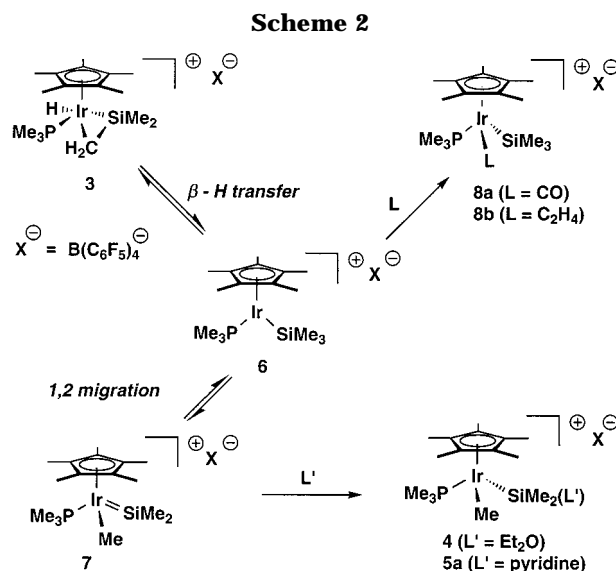 Scheme 2
⊕ X⊖
H
Ir
SiMe2
Me3P
H2C
3
β - H transfer
X⊖ = B(C6F5)4⊖
⊕ X⊖
Ir
Me3P
SiMe3
L
8a (L = CO)
8b (L = C2H4)
L
⊕ X⊖
Ir
Me3P
SiMe3
6
1,2 migration
⊕ X⊖
Ir
Me3P
SiMe2
Me
7
L'
⊕ X⊖
Ir
Me3P
SiMe2(L')
Me
4 (L' = Et2O)
5a (L' = pyridine)